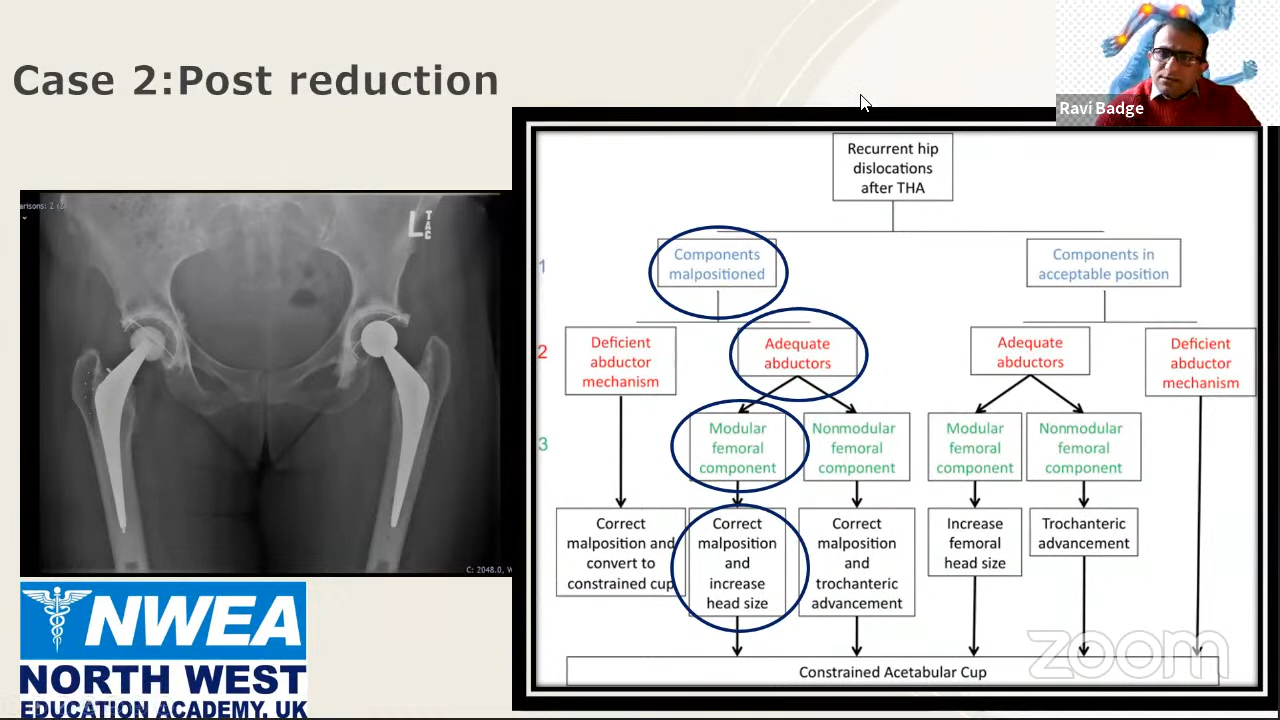 Case 2:Post reduction
Ravi Badge
Recurrent hip
dislocations
after THA
1
Components
malpositioned
Components in
acceptable position
2
Deficient
abductor
mechanism
Adequate
abductors
Adequate
abductors
Deficient
abductor
mechanism
3
Modular
femoral
component
Nonmodular
femoral
component
Modular
femoral
component
Nonmodular
femoral
component
Correct
malposition and
convert to
constrained cup
Correct
malposition
and
increase
head size
Correct
malposition
and
trochanteric
advancement
Increase
femoral
head size
Trochanteric
advancement
Constrained Acetabular Cup
zoom
L
TAC
C: 2048.0,
NWEA
NORTH WEST
EDUCATION ACADEMY, UK